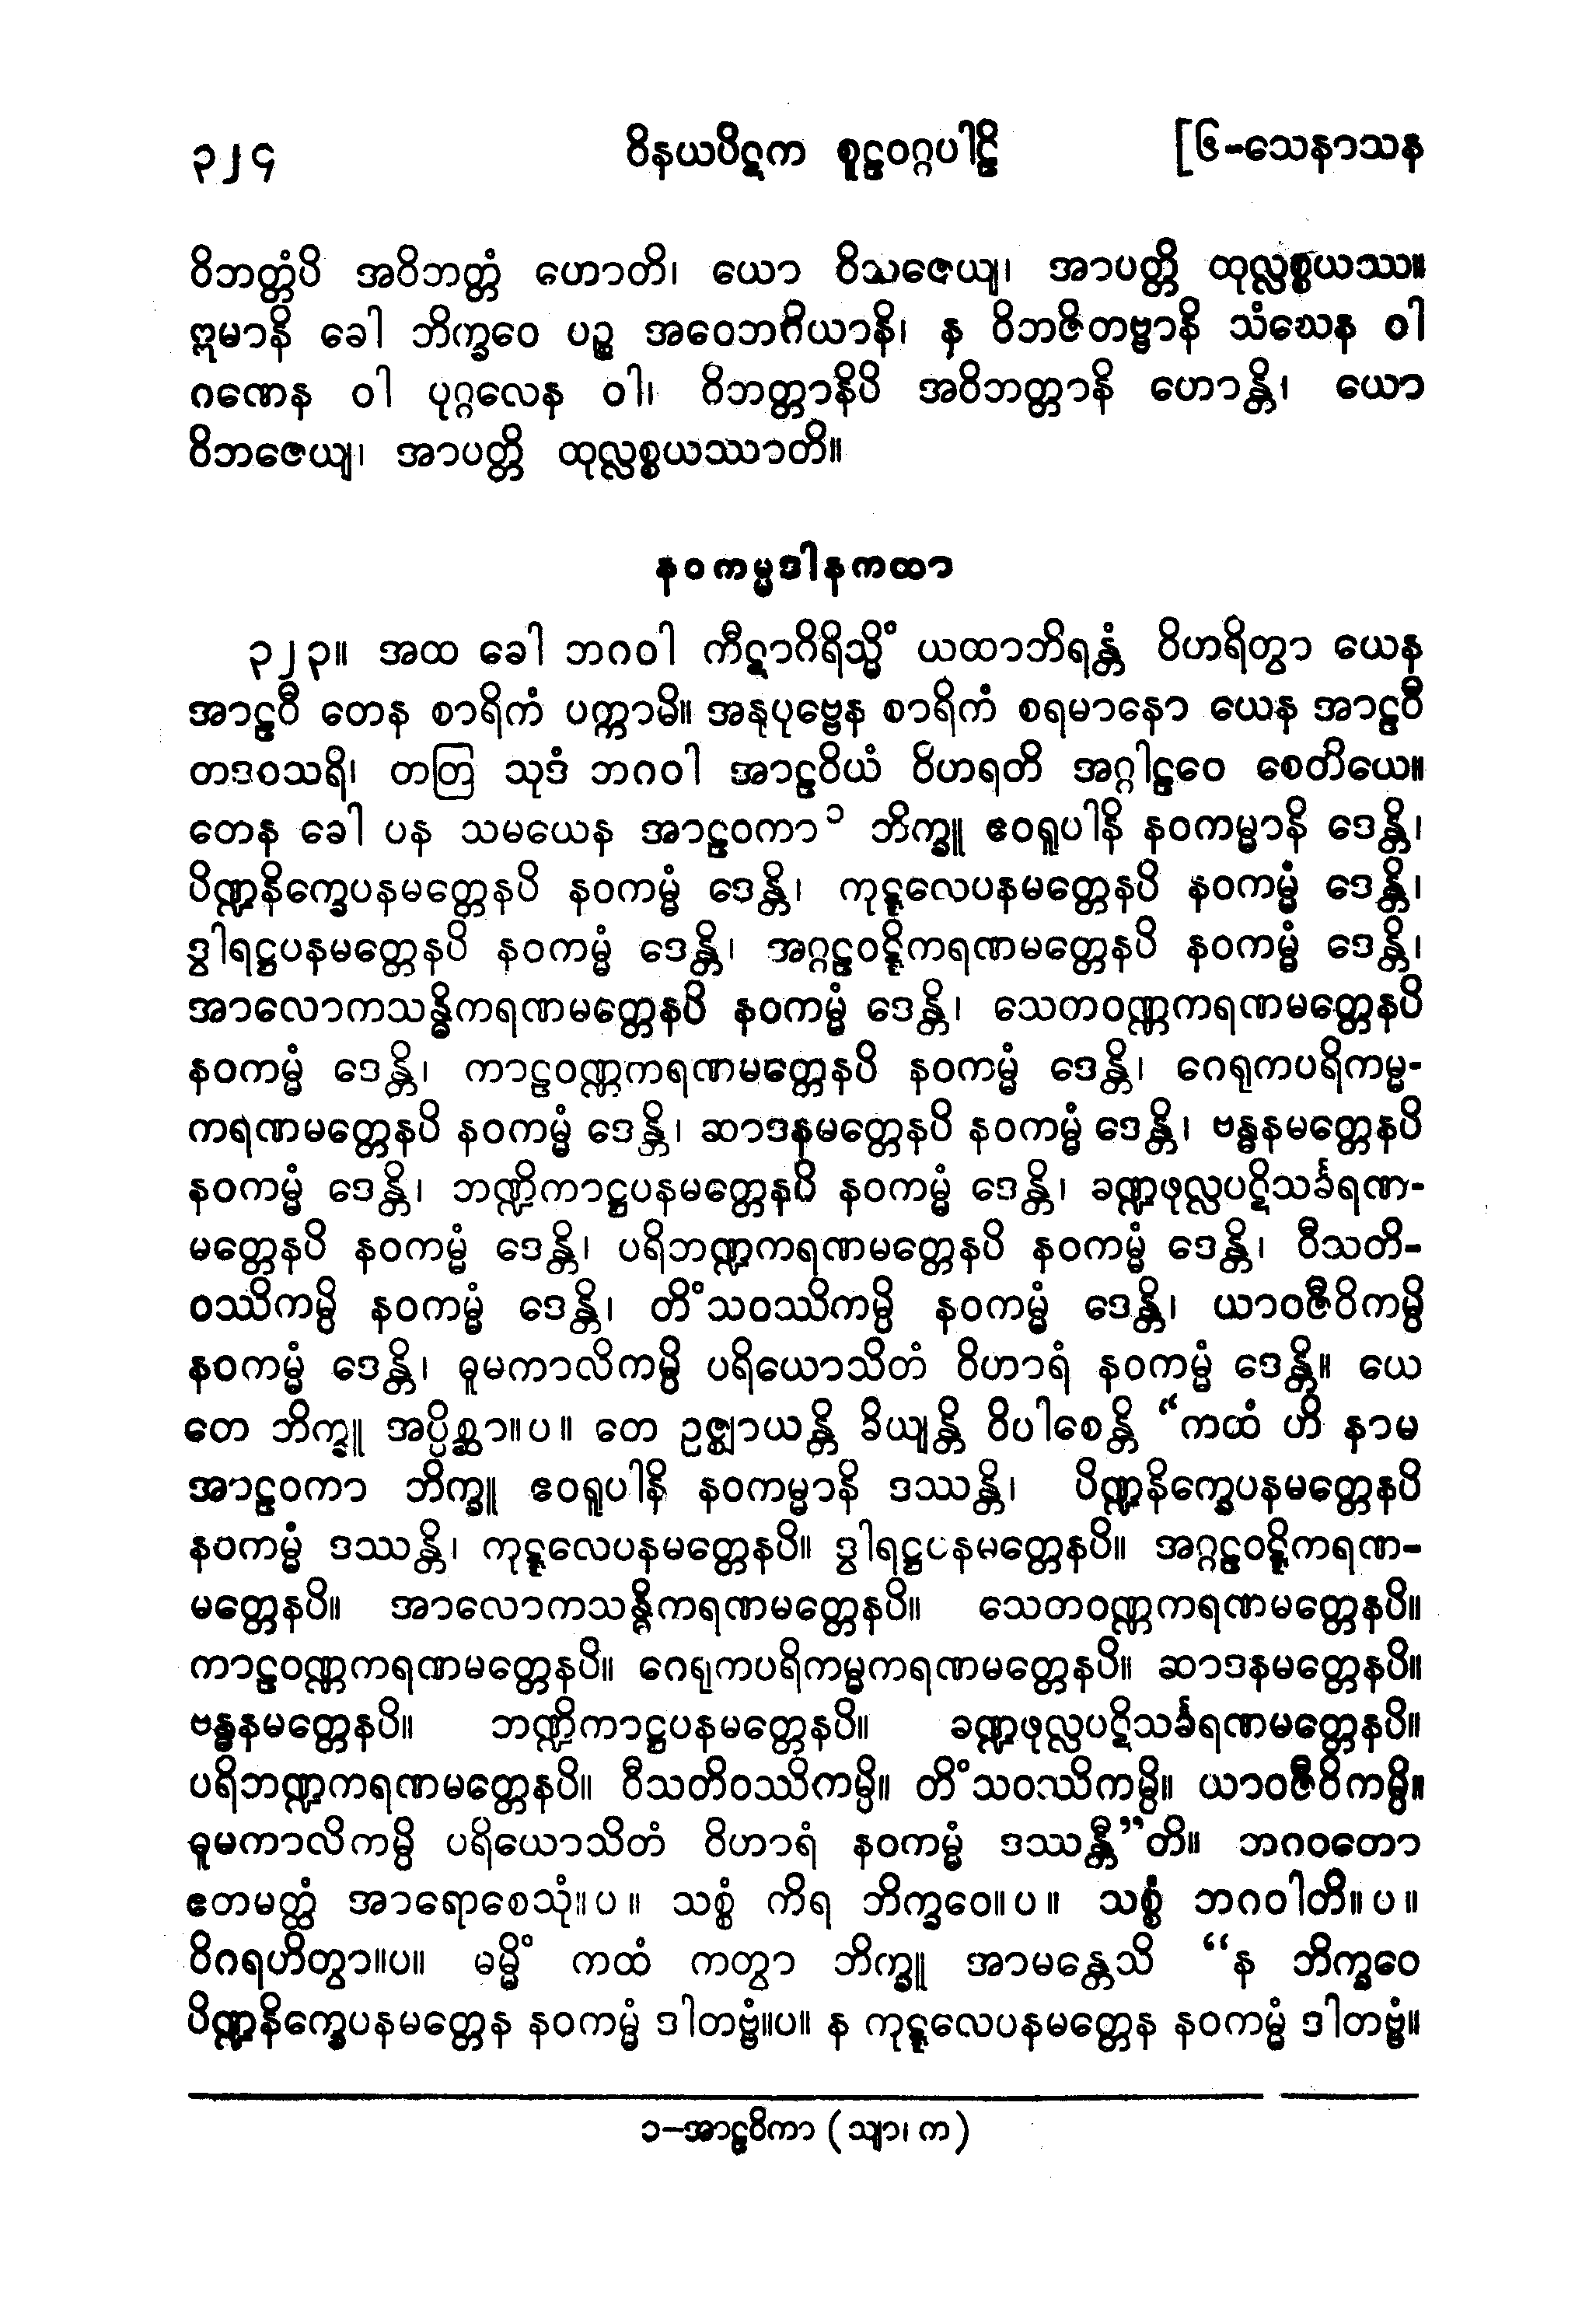 ၃၂၄ ဝိနယပိဋက စူဠဝဂ္ဂပါဠိ [၆-သေနာသန
ဝိဘတ္တံပိ အဝိဘတ္တံ ဟောတိ၊ ယော ဝိသဇေယျ၊ အာပတ္တိ ထုလ္လစ္စယဿ။
ဣမာနိ ခေါ ဘိက္ခဝေ ပဉ္စ အဝေဘင်္ဂိယာနိ၊ န ဝိဘဇိတဗ္ဗာနိ သံဃေန ဝါ
ဂဏေန ဝါ ပုဂ္ဂလေန ဝါ၊ ဝိဘတ္တာနိပိ အဝိဘတ္တာနိ ဟောန္တိ၊ ယော
ဝိဘဇေယျ၊ အာပတ္တိ ထုလ္လစ္စယဿာတိ။
နဝကမ္မဒါနကထာ
၃၂၃။ အထ ခေါ ဘဂဝါ ကီဋာဂိရိသ္မိံ ယထာဘိရန္တံ ဝိဟရိတွာ ယေန
အာဠဝီ တေန စာရိကံ ပက္ကာမိ။ အနုပုဗ္ဗေန စာရိကံ စရမာနော ယေန အာဠဝီ
တဒဝသရိ၊ တတြ သုဒံ ဘဂဝါ အာဠဝိယံ ဝိဟရတိ အဂ္ဂါဠဝေ စေတိယေ။
တေန ခေါ ပန သမယေန အာဠဝကာ ၁ ဘိက္ခူ ဧဝရူပါနိ နဝကမ္မာနိ ဒေန္တိ၊
ပိဏ္ဍနိက္ခေပနမတ္တေနပိ နဝကမ္မံ ဒေန္တိ၊ ကုဋ္ဋလေပနမတ္တေနပိ နဝကမ္မံ ဒေန္တိ၊
ဒွါရဋ္ဌပနမတ္တေနပိ နဝကမ္မံ ဒေန္တိ၊ အဂ္ဂဠဝဋ္ဋိကရဏမတ္တေနပိ နဝကမ္မံ ဒေန္တိ၊
အာလောကသန္ဓိကရဏမတ္တေနပိ နဝကမ္မံ ဒေန္တိ၊ သေတဝဏ္ဏကရဏမတ္တေနပိ
နဝကမ္မံ ဒေန္တိ၊ ကာဠဝဏ္ဏကရဏမတ္တေနပိ နဝကမ္မံ ဒေန္တိ၊ ဂေရုကပရိကမ္မ-
ကရဏမတ္တေနပိ နဝကမ္မံ ဒေန္တိ၊ ဆာဒနမတ္တေနပိ နဝကမ္မံ ဒေန္တိ၊ ဗန္ဓနမတ္တေနပိ
နဝကမ္မံ ဒေန္တိ၊ ဘဏ္ဍိကာဋ္ဌပနမတ္တေနပိ နဝကမ္မံ ဒေန္တိ၊ ခဏ္ဍဖုလ္လပဋိသင်္ခရဏ-
မတ္တေနပိ နဝကမ္မံ ဒေန္တိ၊ ပရိဘဏ္ဍကရဏမတ္တေနပိ နဝကမ္မံ ဒေန္တိ၊ ဝီသတိ-
ဝဿိကမ္ပိ နဝကမ္မံ ဒေန္တိ၊ တိံသဝဿိကမ္ပိ နဝကမ္မံ ဒေန္တိ၊ ယာဝဇီဝိကမ္ပိ
နဝကမ္မံ ဒေန္တိ၊ ဓူမကာလိကမ္ပိ ပရိယောသိတံ ဝိဟာရံ နဝကမ္မံ ဒေန္တိ။ ယေ
တေ ဘိက္ခူ အပ္ပိစ္ဆာ။ပ။ တေ ဥဇ္ဈာယန္တိ ခိယျန္တိ ဝိပါစေန္တိ “ကထံ ဟိ နာမ
အာဠဝကာ ဘိက္ခူ ဧဝရူပါနိ နဝကမ္မာနိ ဒဿန္တိ၊ ပိဏ္ဍနိက္ခေပနမတ္တေနပိ
နဝကမ္မံ ဒဿန္တိ၊ ကုဋ္ဋလေပနမတ္တေနပိ။ ဒွါရဋ္ဌပနမတ္တေနပိ။ အဂ္ဂဠဝဋ္ဋိကရဏ-
မတ္တေနပိ။ အာလောကသန္ဓိကရဏမတ္တေနပိ။ သေတဝဏ္ဏကရဏမတ္တေနပိ။
ကာဠဝဏ္ဏကရဏမတ္တေနပိ။ ဂေရုကပရိကမ္မကရဏမတ္တေနပိ။ ဆာဒနမတ္တေနပိ။
ဗန္ဓနမတ္တေနပိ။ ဘဏ္ဍိကာဋ္ဌပနမတ္တေနပိ။ ခဏ္ဍဖုလ္လပဋိသင်္ခရဏမတ္တေနပိ။
ပရိဘဏ္ဍကရဏမတ္တေနပိ။ ဝီသတိဝဿိကမ္ပိ။ တိံသဝဿိကမ္ပိ။ ယာဝဇီဝိကမ္ပိ။
ဓူမကာလိကမ္ပိ ပရိယောသိတံ ဝိဟာရံ နဝကမ္မံ ဒဿန္တီ”တိ။ ဘဂဝတော
ဧတမတ္ထံ အာရောစေသုံ။ပ။ သစ္စံ ကိရ ဘိက္ခဝေ။ပ။ သစ္စံ ဘဂဝါတိ။ပ။
ဝိဂရဟိတွာ။ပ။ ဓမ္မိံ ကထံ ကတွာ ဘိက္ခူ အာမန္တေသိ “န ဘိက္ခဝေ
ပိဏ္ဍနိက္ခေပနမတ္တေန နဝကမ္မံ ဒါတဗ္ဗံ။ပ။ န ကုဋ္ဋလေပနမတ္တေန နဝကမ္မံ ဒါတဗ္ဗံ။
၁-အာဠဝိကာ (သျာ၊ က)